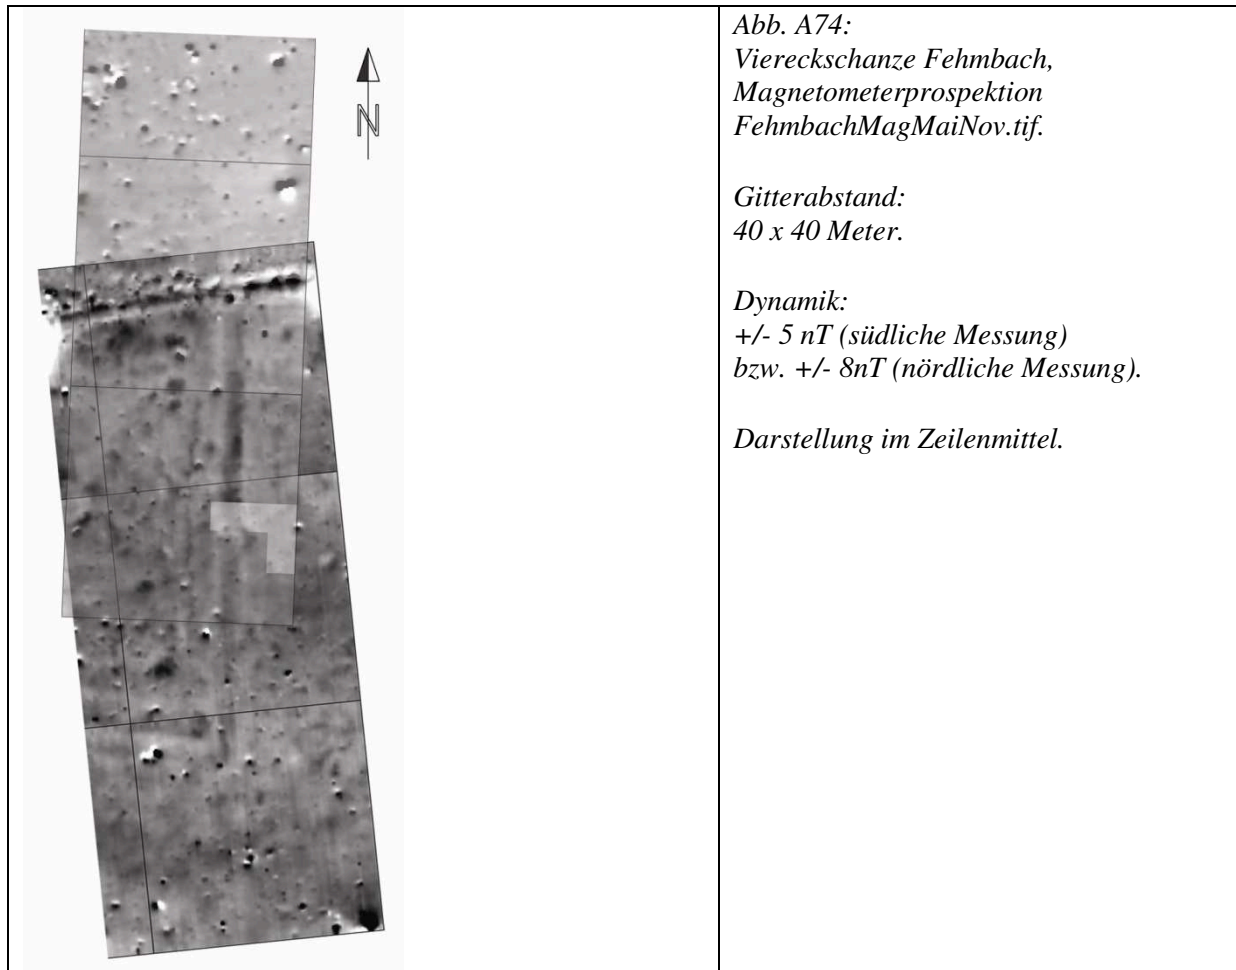 N
Abb. A74:
Viereckschanze Fehmbach,
Magnetometerprospektion
FehmbachMagMaiNov.tif.
Gitterabstand:
40 x 40 Meter.
Dynamik:
+/- 5 nT (südliche Messung)
bzw. +/- 8nT (nördliche Messung).
Darstellung im Zeilenmittel.